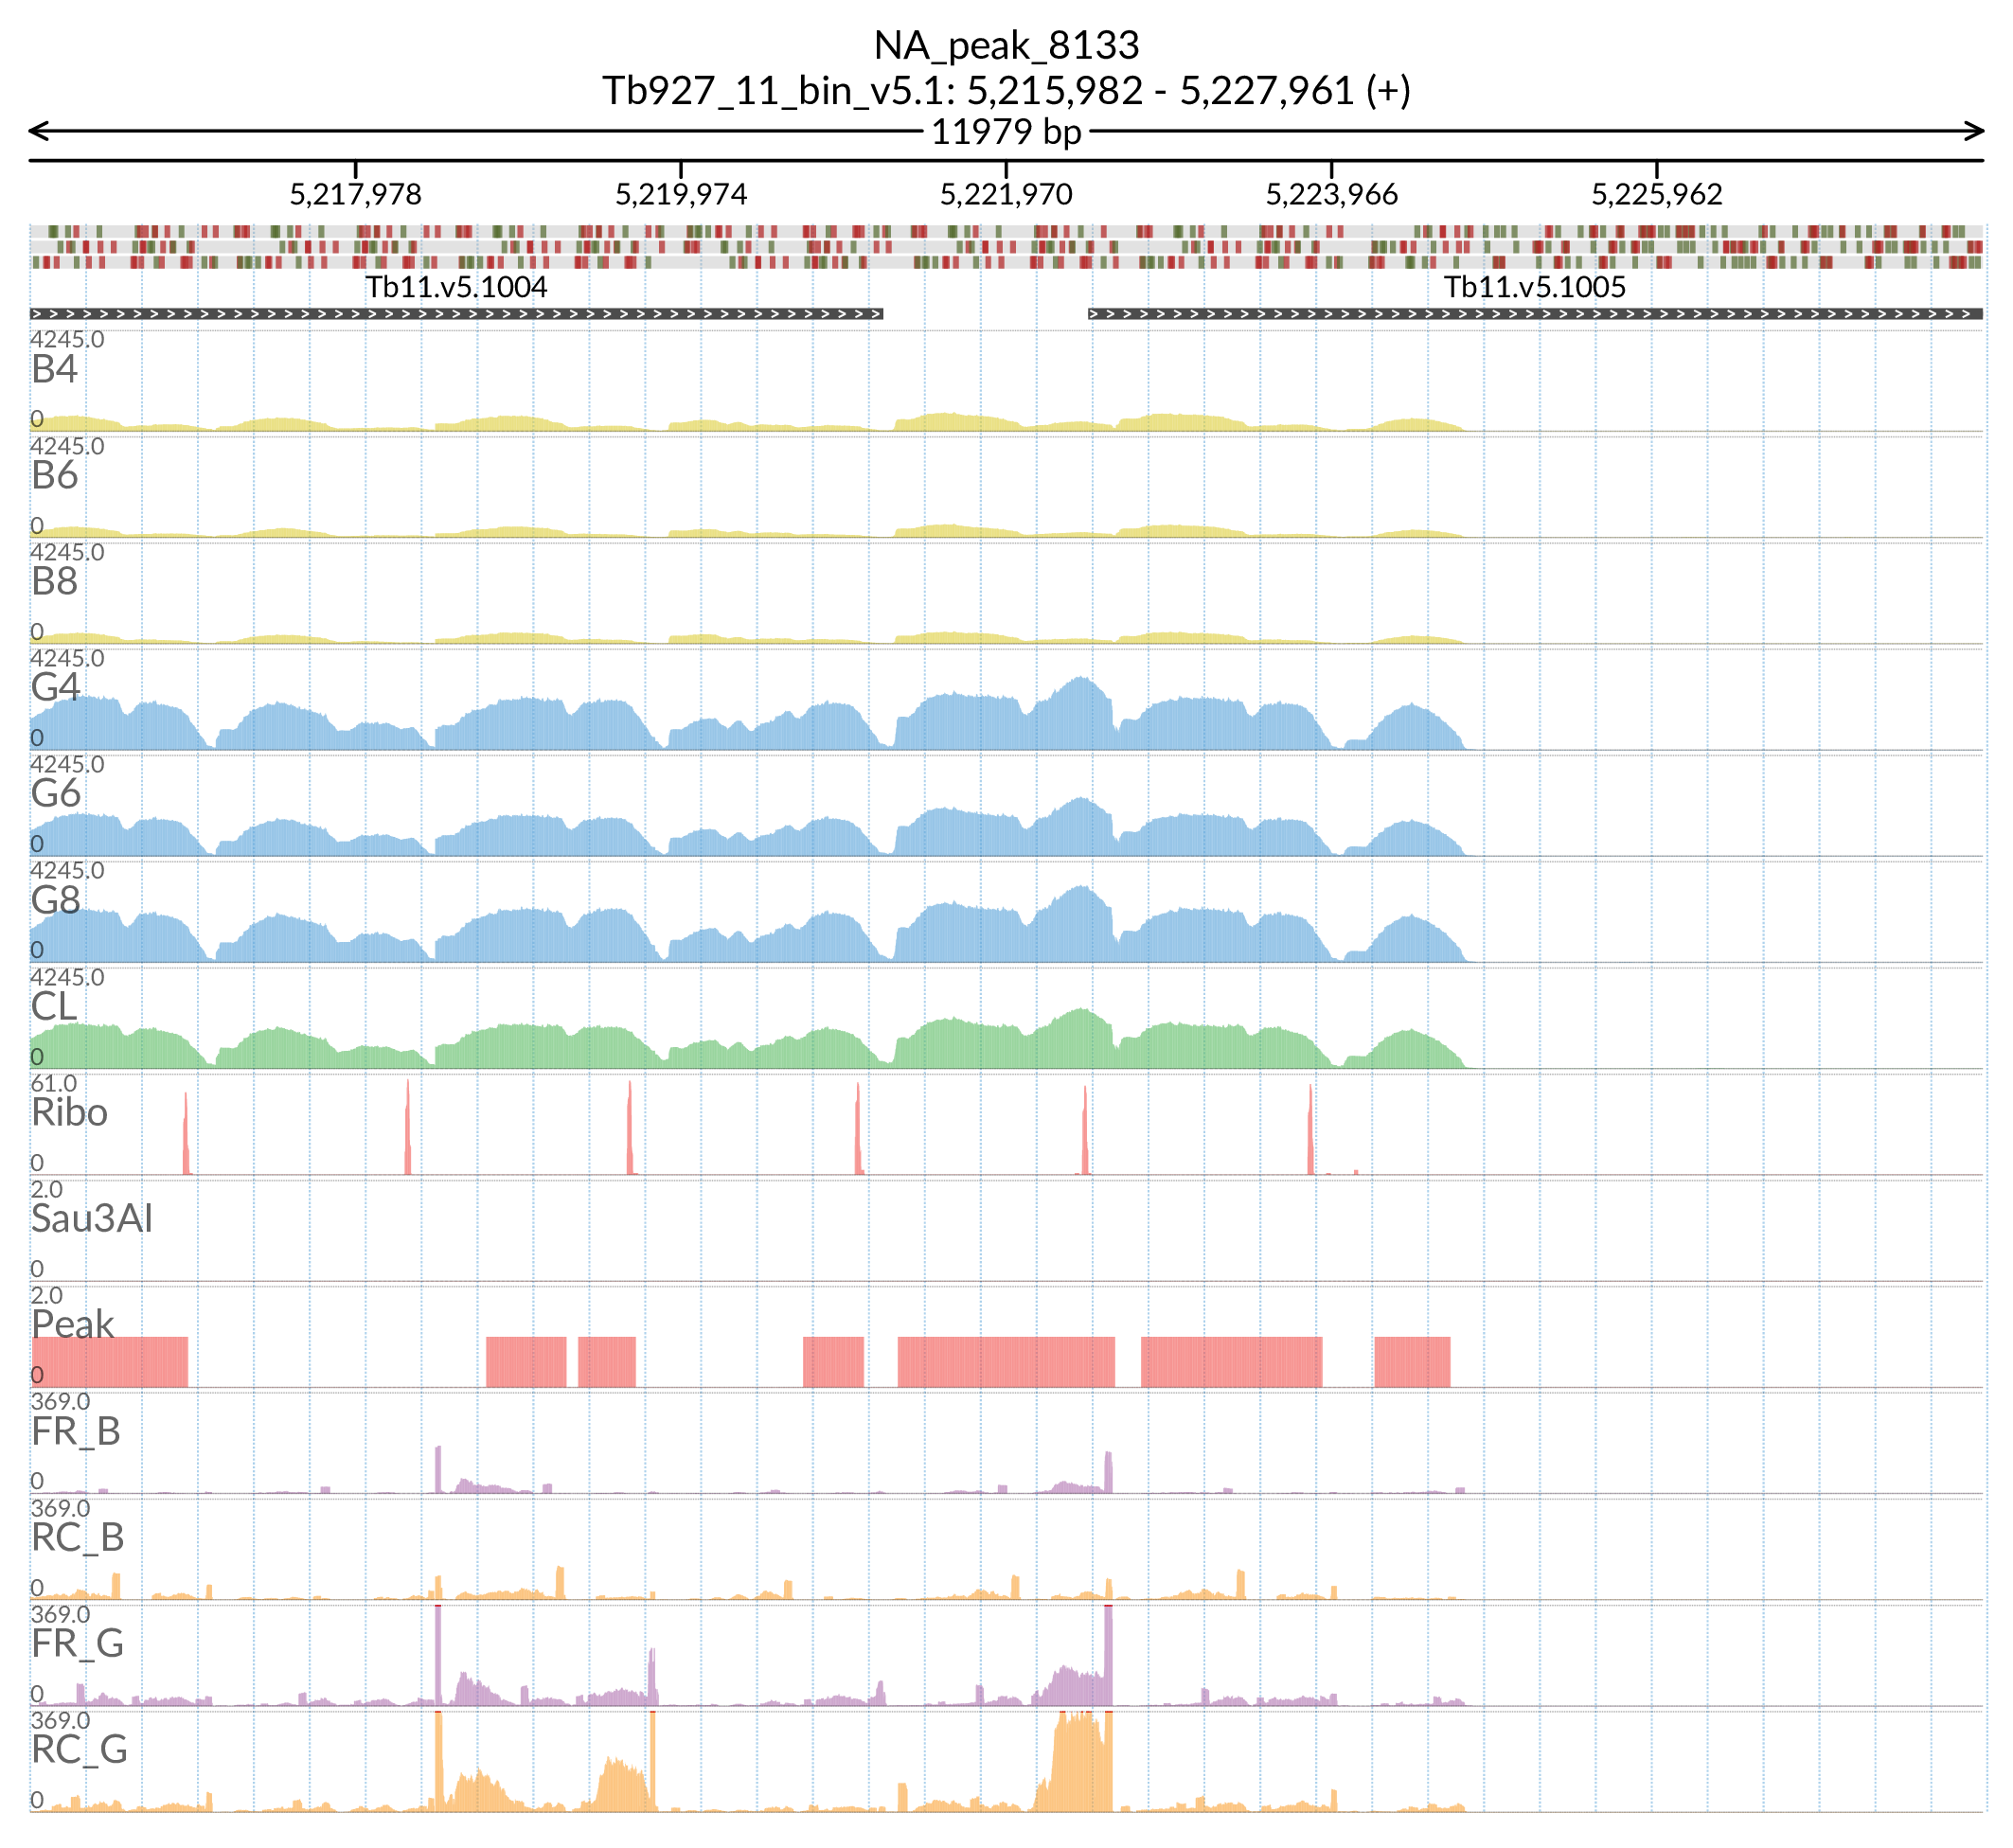 NA_peak_8133
Tb927_11_bin_v5.1: 5,215,982 - 5,227,961 (+)
11979 bp
5,217,978 5,219,974 5,221,970 5,223,966 5,225,962
Tb11.v5.1004 Tb11.v5.1005
4245.0
B4
0
4245.0
B6
0
4245.0
B8
0
4245.0
G4
0
4245.0
G6
0
4245.0
G8
0
4245.0
CL
0
61.0
Ribo
0
2.0
Sau3AI
0
2.0
Peak
0
369.0
FR_B
0
369.0
RC_B
0
369.0
FR_G
0
369.0
RC_G
0